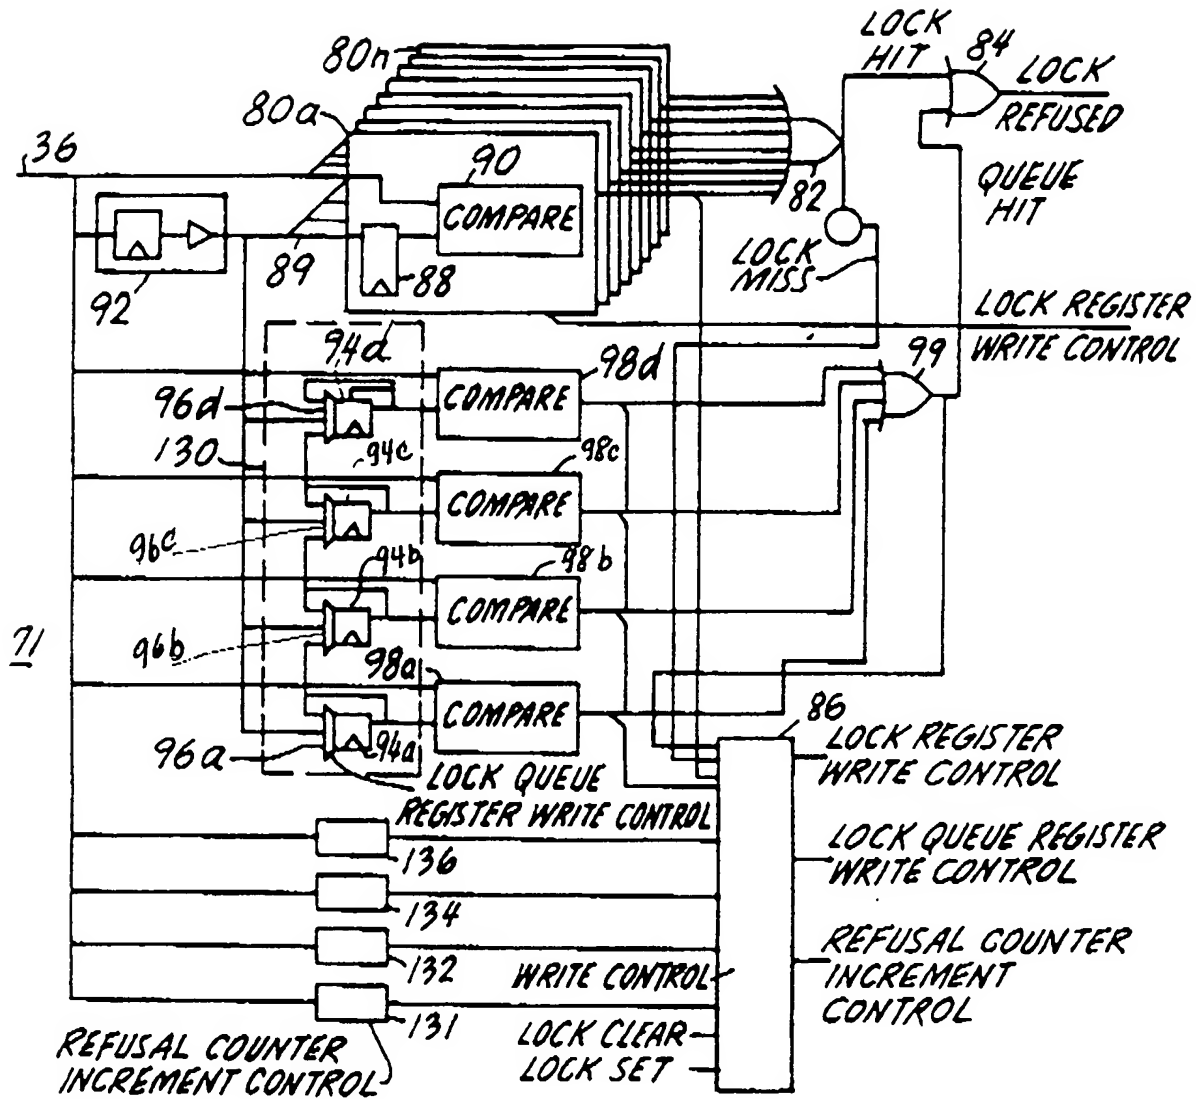 LOCK
HIT
84
LOCK
REFUSED
80n
80a
36
90
COMPARE
82
QUEUE
HIT
LOCK
MISS
92
89
88
LOCK REGISTER
WRITE CONTROL
94d
98d
99
96d
COMPARE
130
94c
98c
COMPARE
96c
94b
98b
COMPARE
71
96b
98a
COMPARE
86
96a
94a
LOCK QUEUE
REGISTER WRITE CONTROL
LOCK REGISTER
WRITE CONTROL
136
LOCK QUEUE REGISTER
WRITE CONTROL
134
132
WRITE CONTROL
REFUSAL COUNTER
INCREMENT
CONTROL
131
REFUSAL COUNTER
INCREMENT CONTROL
LOCK CLEAR
LOCK SET